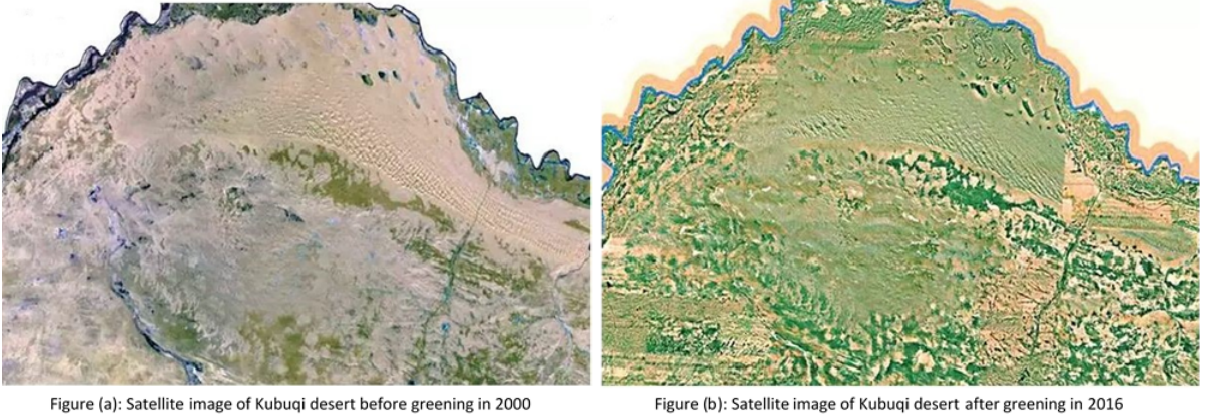 Figure (a): Satellite image of Kubuqi desert before greening in 2000
Figure (b): Satellite image of Kubuqi desert after greening in 2016